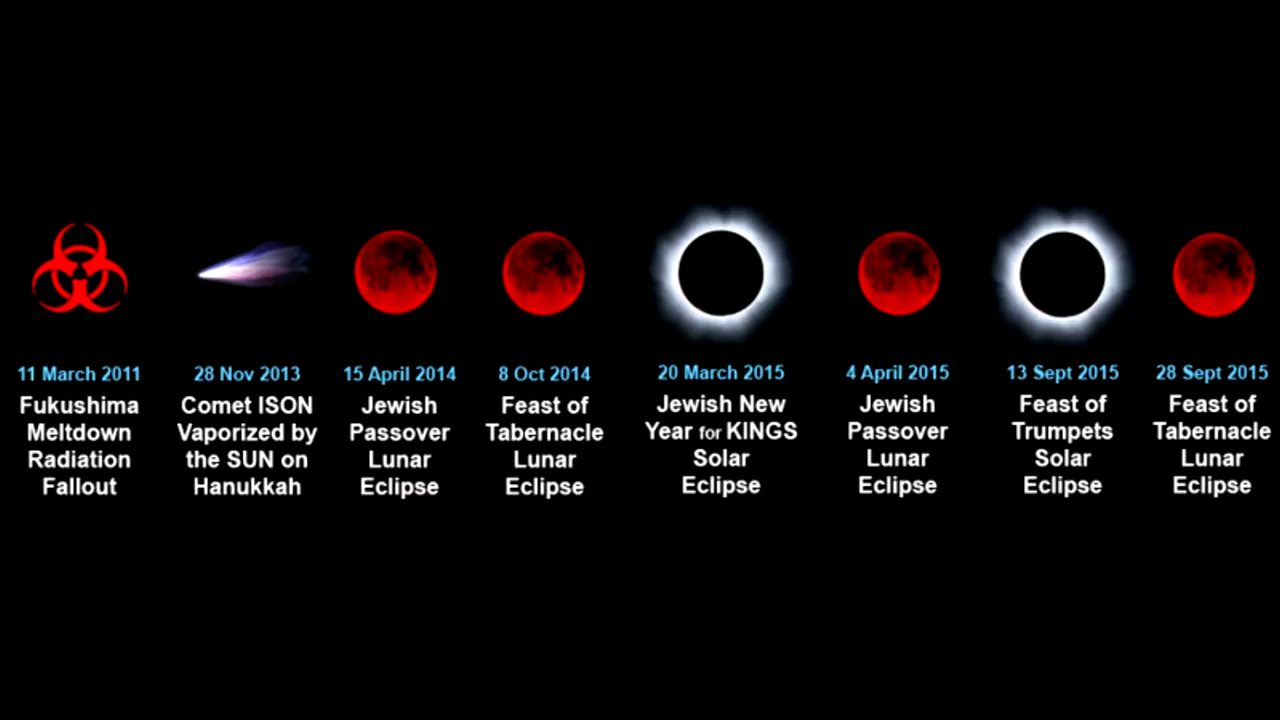 11 March 2011
Fukushima
Meltdown
Radiation
Fallout
28 Nov 2013
Comet ISON
Vaporized by
the SUN on
Hanukkah
15 April 2014
Jewish
Passover
Lunar
Eclipse
8 Oct 2014
Feast of
Tabernacle
Lunar
Eclipse
20 March 2015
Jewish New
Year for KINGS
Solar
Eclipse
4 April 2015
Jewish
Passover
Lunar
Eclipse
13 Sept 2015
Feast of
Trumpets
Solar
Eclipse
28 Sept 2015
Feast of
Tabernacle
Lunar
Eclipse